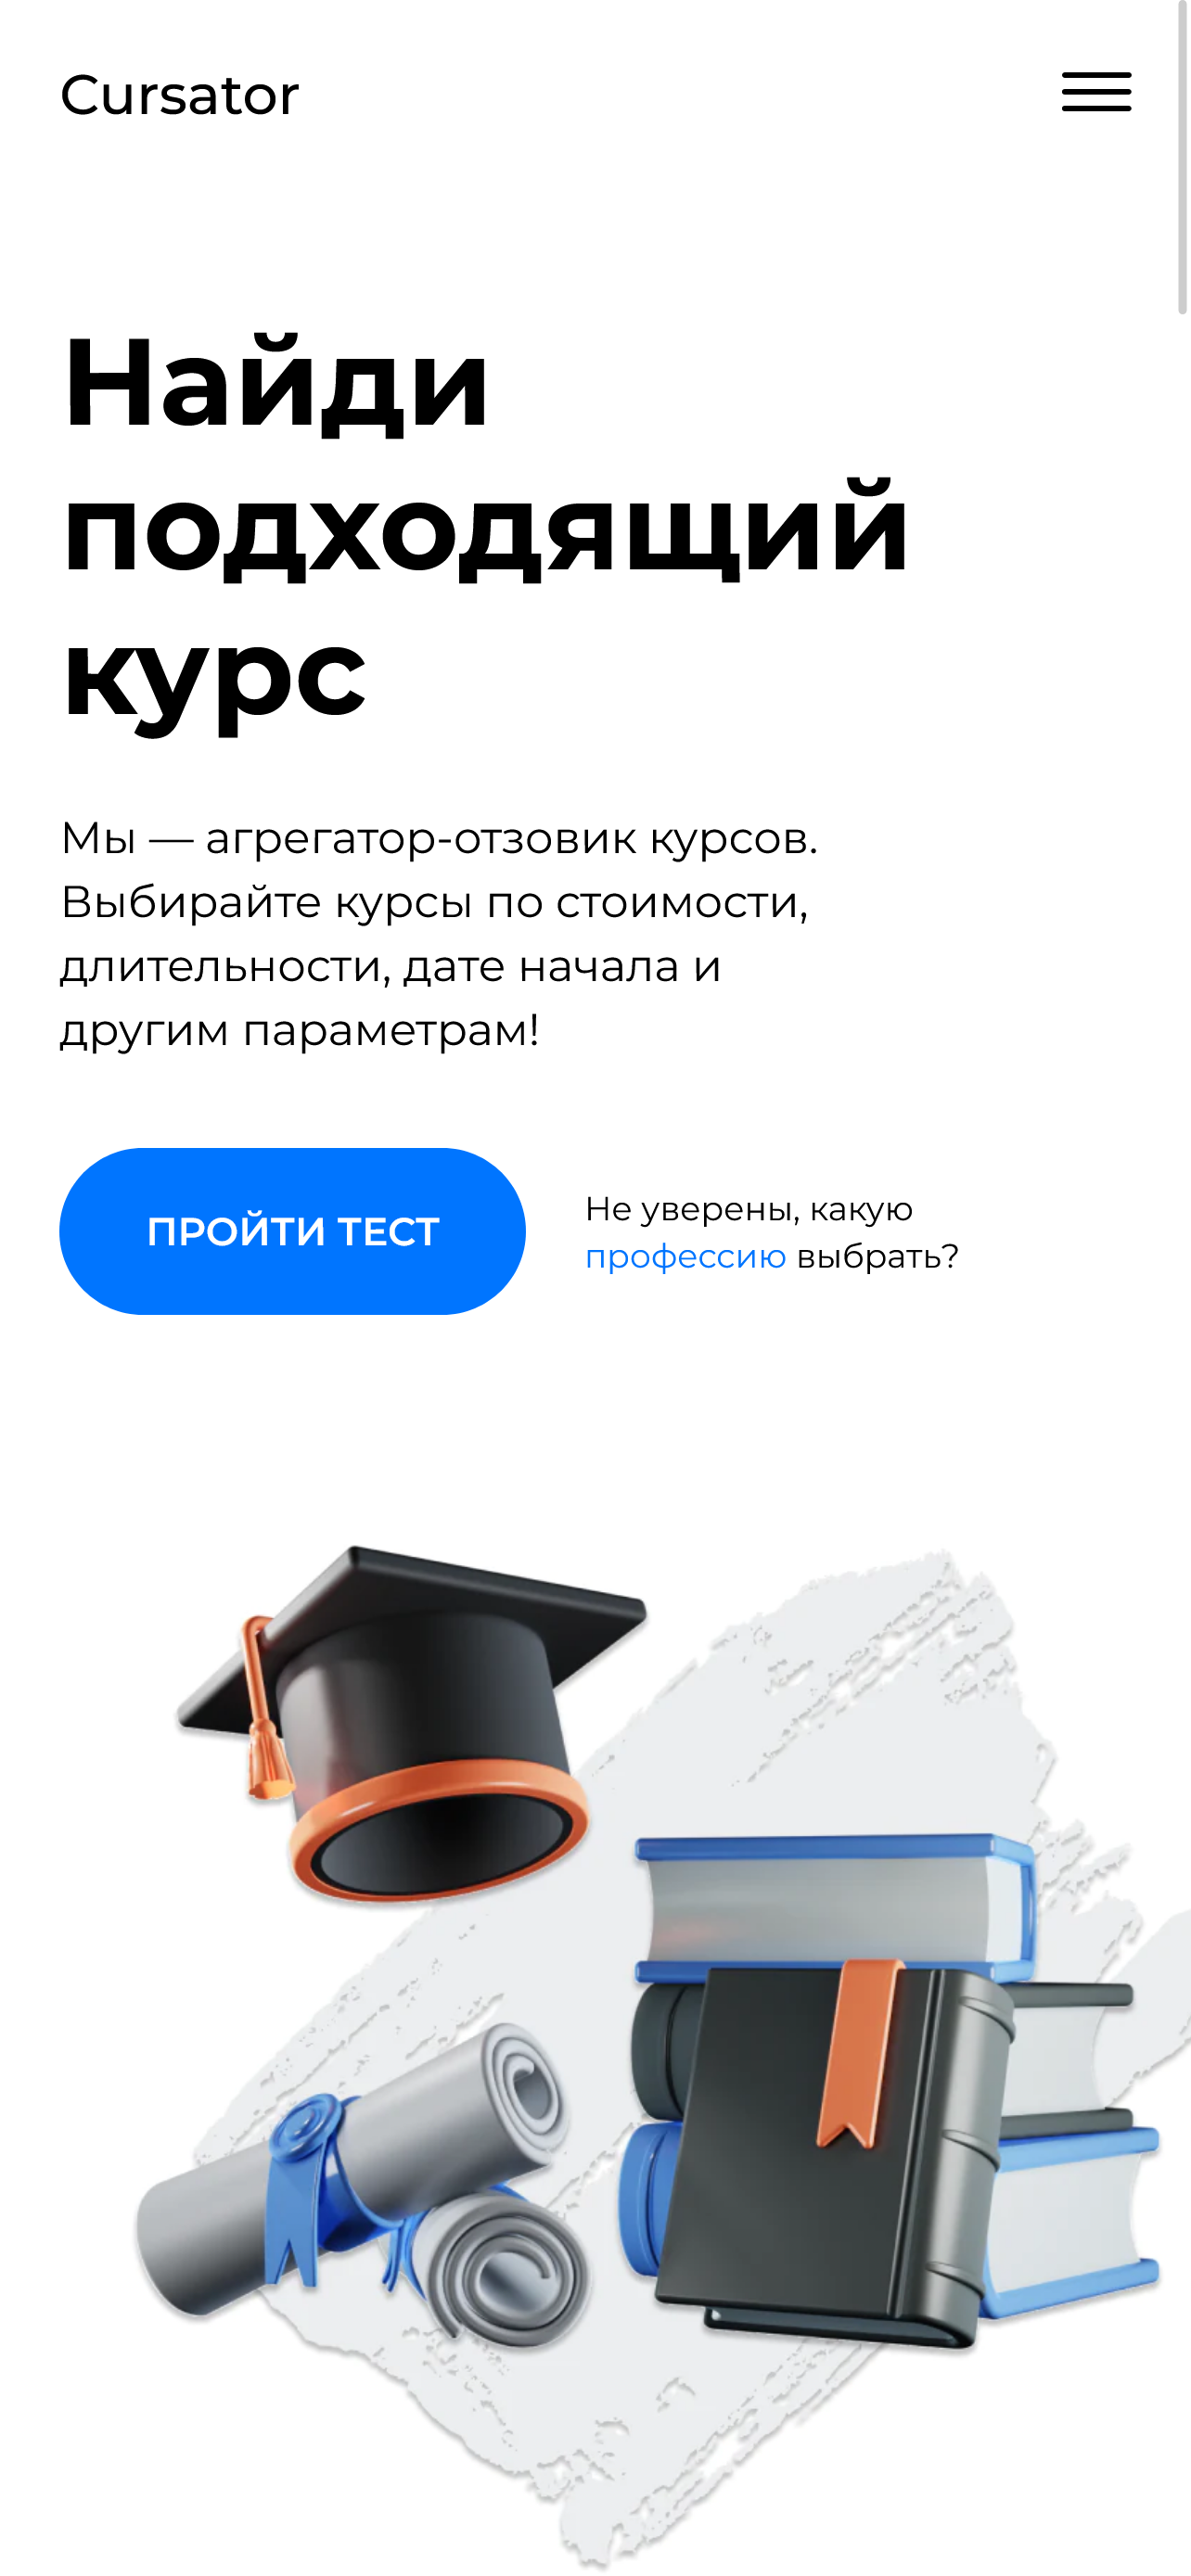 Cursator
Найди
подходящий
курс
Мы — агрегатор-отзовик курсов.
Выбирайте курсы по стоимости,
длительности, дате начала и
другим параметрам!
ПРОЙТИ ТЕСТ
Не уверены, какую
профессию выбрать?